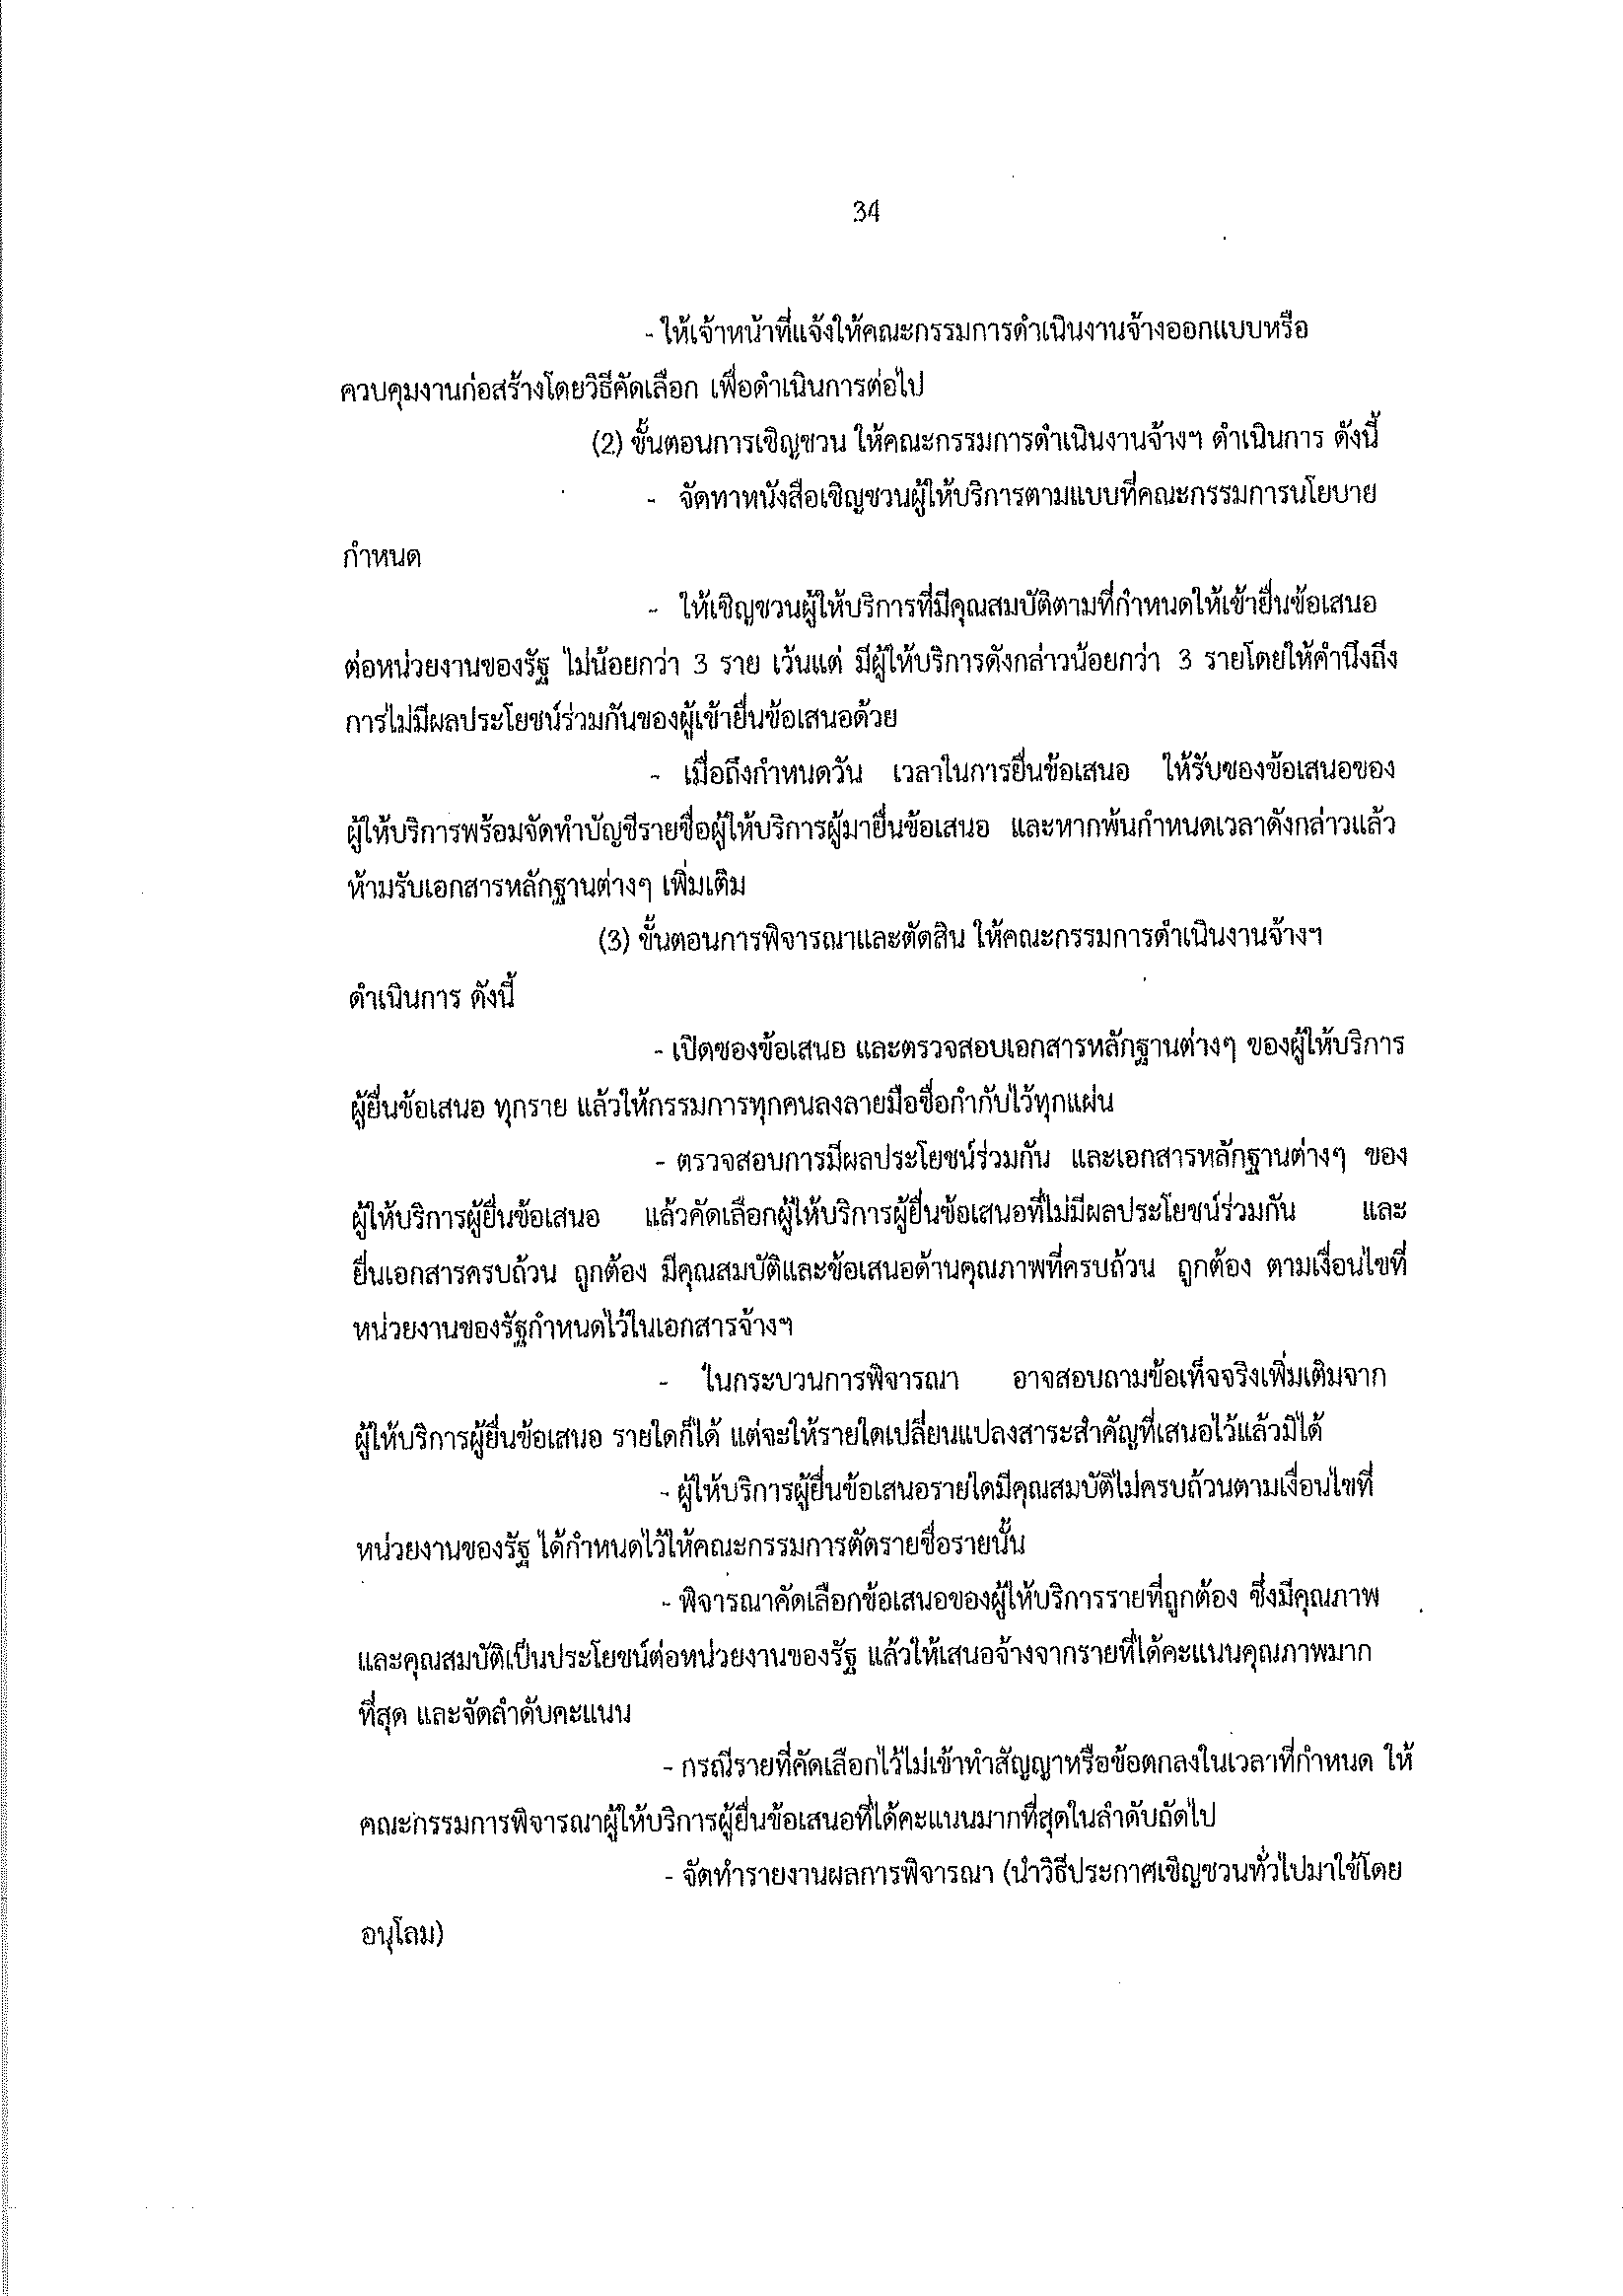 34
- ให้เจ้าหน้าที่แจ้งให้คณะกรรมการดำเนินงานจ้างออกแบบหรือ
ควบคุมงานก่อสร้างโดยวิธีคัดเลือก เพื่อดำเนินการต่อไป
(2) ขั้นตอนการเชิญชวน ให้คณะกรรมการดำเนินงานจ้างฯ ดำเนินการ ดังนี้
- จัดทาหนังสือเชิญชวนผู้ให้บริการตามแบบที่คณะกรรมการนโยบาย
กำหนด
- ให้เชิญชวนผู้ให้บริการที่มีคุณสมบัติตามที่กำหนดให้เข้ายื่นข้อเสนอ
ต่อหน่วยงานของรัฐ ไม่น้อยกว่า 3 ราย เว้นแต่ มีผู้ให้บริการดังกล่าวน้อยกว่า 3 รายโดยให้คำนึงถึง
การไม่มีผลประโยชน์ร่วมกันของผู้เข้ายื่นข้อเสนอด้วย
- เมื่อถึงกำหนดวัน เวลาในการยื่นข้อเสนอ ให้รับซองข้อเสนอของ
ผู้ให้บริการพร้อมจัดทำบัญชีรายชื่อผู้ให้บริการผู้มายื่นข้อเสนอ และหากพ้นกำหนดเวลาดังกล่าวแล้ว
ห้ามรับเอกสารหลักฐานต่างๆ เพิ่มเติม
(3) ขั้นตอนการพิจารณาและตัดสิน ให้คณะกรรมการดำเนินงานจ้างฯ
ดำเนินการ ดังนี้
- เปิดซองข้อเสนอ และตรวจสอบเอกสารหลักฐานต่างๆ ของผู้ให้บริการ
ผู้ยื่นข้อเสนอ ทุกราย แล้วให้กรรมการทุกคนลงลายมือชื่อกำกับไว้ทุกแผ่น
- ตรวจสอบการมีผลประโยชน์ร่วมกัน และเอกสารหลักฐานต่างๆ ของ
ผู้ให้บริการผู้ยื่นข้อเสนอ แล้วคัดเลือกผู้ให้บริการผู้ยื่นข้อเสนอที่ไม่มีผลประโยชน์ร่วมกัน และ
ยื่นเอกสารครบถ้วน ถูกต้อง มีคุณสมบัติและข้อเสนอด้านคุณภาพที่ครบถ้วน ถูกต้อง ตามเงื่อนไขที่
หน่วยงานของรัฐกำหนดไว้ในเอกสารจ้างฯ
- ในกระบวนการพิจารณา อาจสอบถามข้อเท็จจริงเพิ่มเติมจาก
ผู้ให้บริการผู้ยื่นข้อเสนอ รายใดก็ได้ แต่จะให้รายใดเปลี่ยนแปลงสาระสำคัญที่เสนอไว้แล้วมิได้
- ผู้ให้บริการผู้ยื่นข้อเสนอรายใดมีคุณสมบัติไม่ครบถ้วนตามเงื่อนไขที่
หน่วยงานของรัฐ ได้กำหนดไว้ให้คณะกรรมการตัดรายชื่อรายนั้น
- พิจารณาคัดเลือกข้อเสนอของผู้ให้บริการรายที่ถูกต้อง ซึ่งมีคุณภาพ
และคุณสมบัติเป็นประโยชน์ต่อหน่วยงานของรัฐ แล้วให้เสนอจ้างจากรายที่ได้คะแนนคุณภาพมาก
ที่สุด และจัดลำดับคะแนน
- กรณีรายที่คัดเลือกไว้ไม่เข้าทำสัญญาหรือข้อตกลงในเวลาที่กำหนด ให้
คณะกรรมการพิจารณาผู้ให้บริการผู้ยื่นข้อเสนอที่ได้คะแนนมากที่สุดในลำดับถัดไป
- จัดทำรายงานผลการพิจารณา (นำวิธีประกาศเชิญชวนทั่วไปมาใช้โดย
อนุโลม)